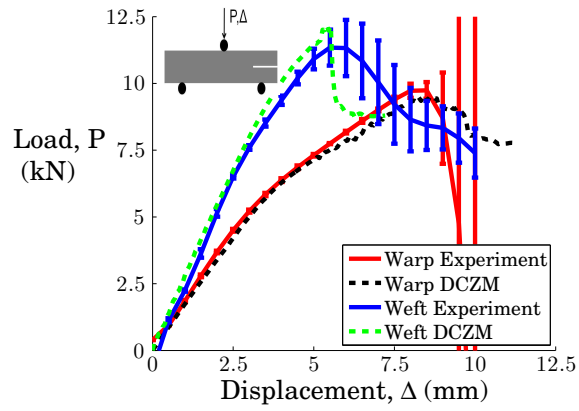 P,Δ
12.5
10
7.5
5
2.5
0
Load, P
(kN)
Warp Experiment
Warp DCZM
Weft Experiment
Weft DCZM
0 2.5 5 7.5 10 12.5
Displacement, Δ (mm)